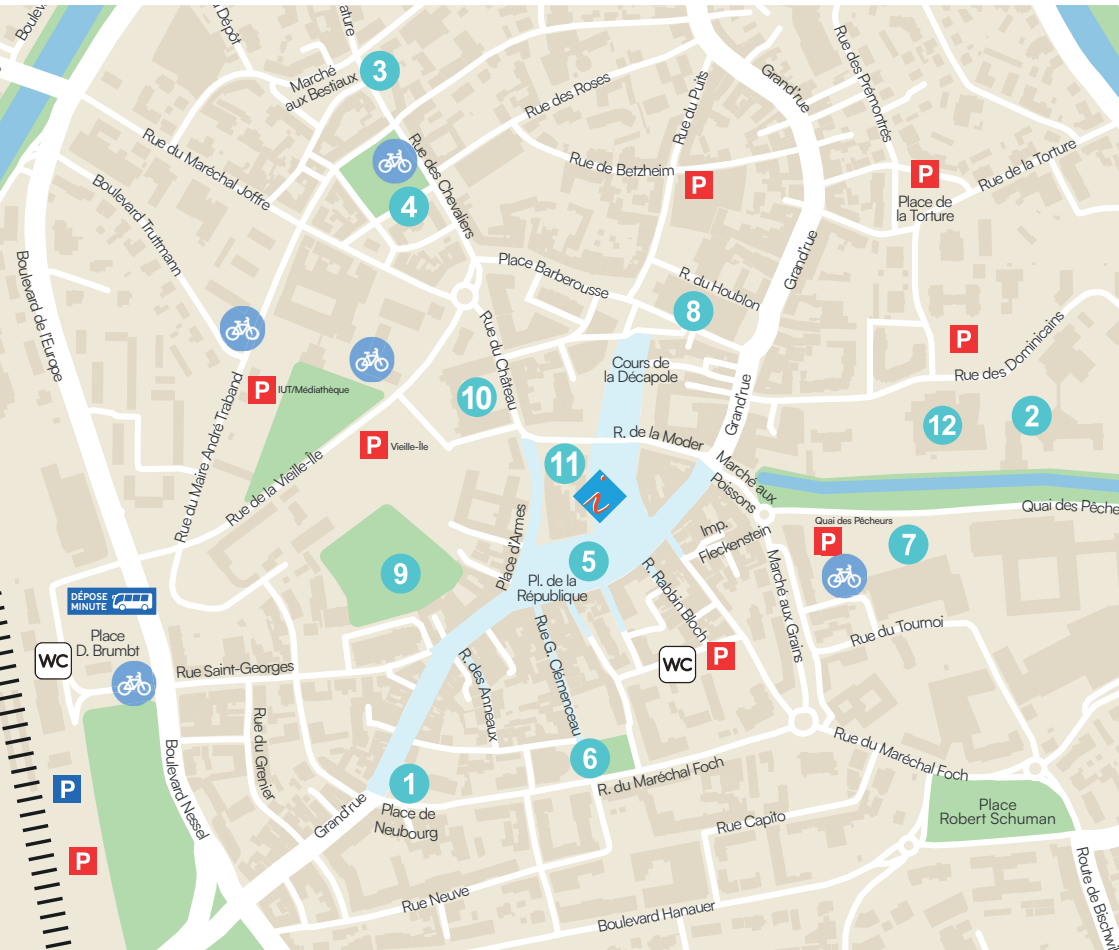 Boulev
Dépôt
ature
Marché
aux Bestiaux
3
Rue des Roses
Rue du Puits
Grand'rue
Rue des Prémontrés
Rue du Maréchal Joffre
Rue des Chevaliers
4
Rue de Betzheim
P
P
Place de
la Torture
Rue de la Torture
Boulevard Truttmann
Boulevard de l'Europe
Place Barberousse
R. du Houblon
Grand'rue
8
P
Rue des Dominicains
Rue du Château
Cours de
la Décapole
P
IUT/Médiathèque
10
Grand'rue
12
2
Rue du Maire André Traband
P
Vieille-Île
Rue de la Vieille-Île
R. de la Moder
11
i
Marché aux
Poissons
Quai des Pêche
Place d'Armes
Imp.
Fleckenstein
Quai des Pêcheurs
P
7
9
5
Pl. de la
République
R. Rabbin Bloch
Marché aux Grains
DÉPOSE
MINUTE
Place
D. Brumbt
WC
Rue Saint-Georges
R. des Anneaux
Rue G. Clémenceau
WC
P
Rue du Tournoi
Rue du Grenier
Boulevard Nessel
6
R. du Maréchal Foch
Rue du Maréchal Foch
P
P
1
Grand'rue
Place de
Neubourg
Rue Capito
Place
Robert Schuman
Rue Neuve
Boulevard Hanauer
Route de Bischwi